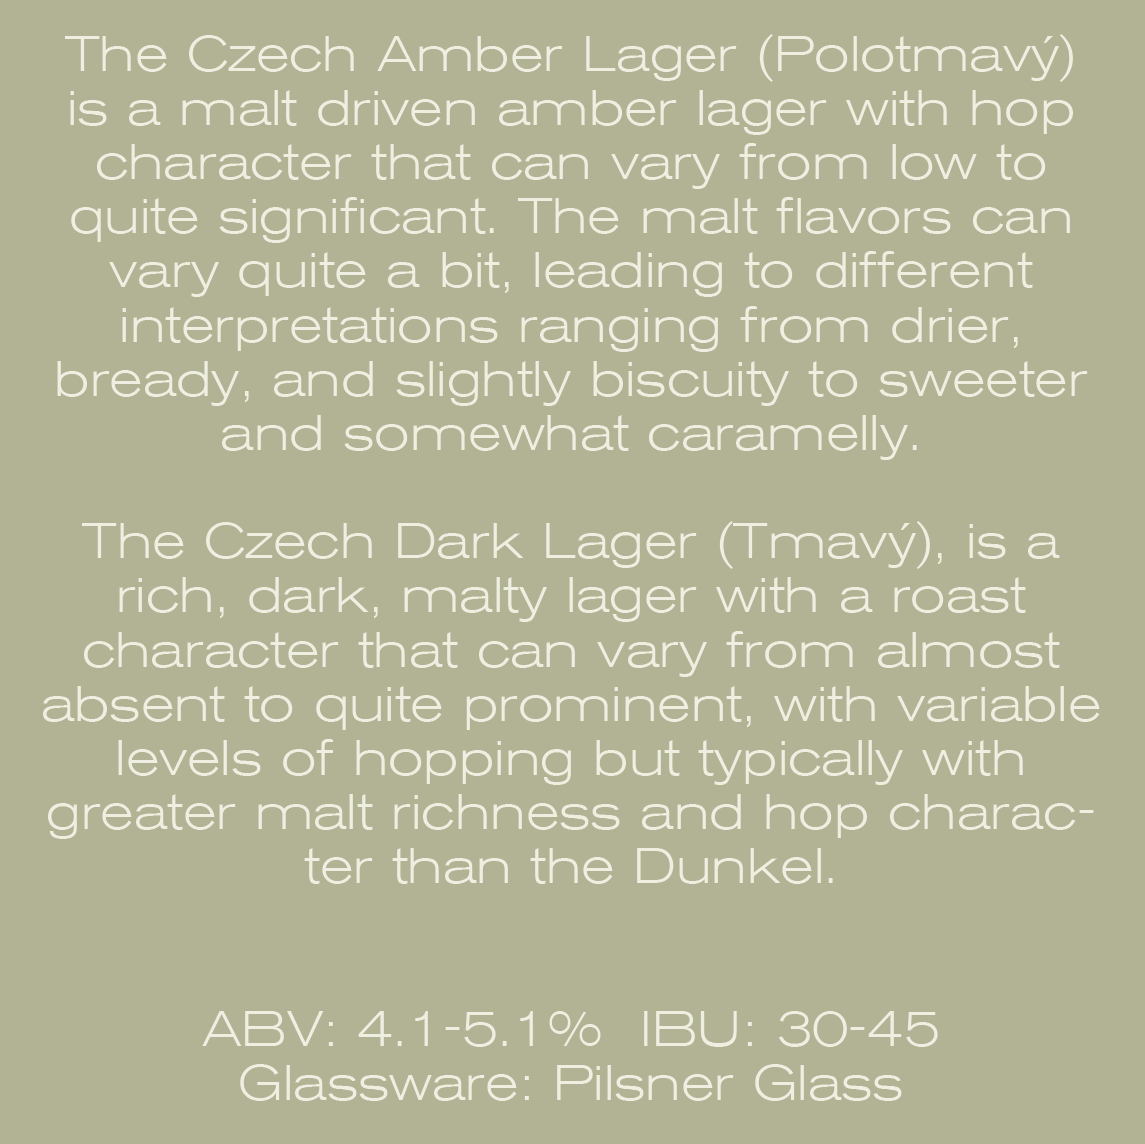 The Czech Amber Lager (Polotmavý)
is a malt driven amber lager with hop
character that can vary from low to
quite significant. The malt flavors can
vary quite a bit, leading to different
interpretations ranging from drier,
bready, and slightly biscuity to sweeter
and somewhat caramelly.
The Czech Dark Lager (Tmavý), is a
rich, dark, malty lager with a roast
character that can vary from almost
absent to quite prominent, with variable
levels of hopping but typically with
greater malt richness and hop charac-
ter than the Dunkel.
ABV: 4.1-5.1% IBU: 30-45
Glassware: Pilsner Glass